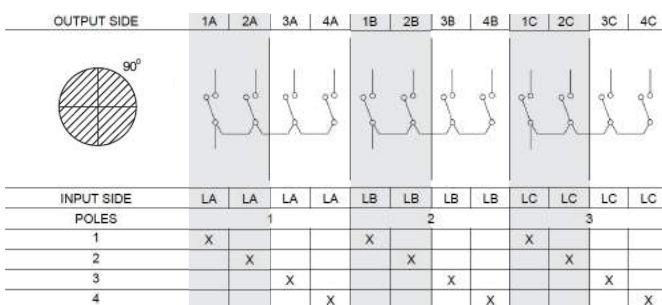 OUTPUT SIDE 1A 2A 3A 4A 1B 2B 3B 4B 1C 2C 3C 4C
90⁰
INPUT SIDE LA LA LA LA LB LB LB LB LC LC LC LC
POLES 1 2 3
1 X X X
2 X X X
3 X X X
4 X X X